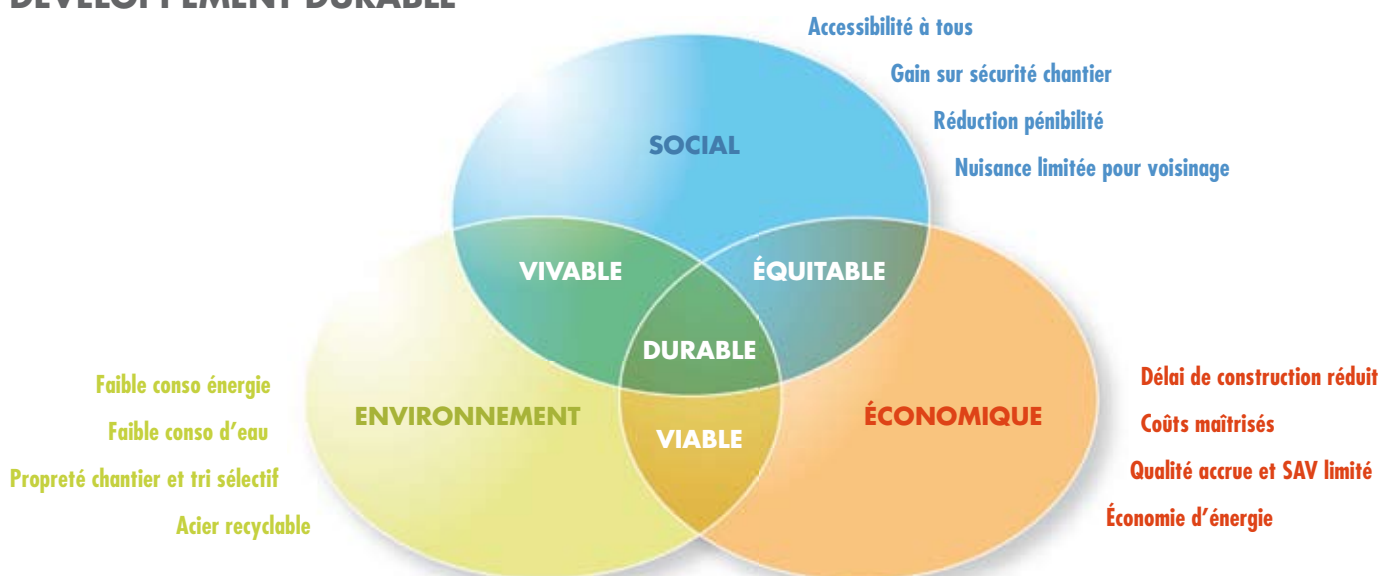 DÉVELOPPEMENT DURABLE
Accessibilité à tous
Gain sur sécurité chantier
Réduction pénibilité
Nuisance limitée pour voisinage
SOCIAL
VIVABLE
ÉQUITABLE
DURABLE
ENVIRONNEMENT
VIABLE
ÉCONOMIQUE
Faible conso énergie
Faible conso d'eau
Propreté chantier et tri sélectif
Acier recyclable
Délai de construction réduit
Coûts maîtrisés
Qualité accrue et SAV limité
Économie d'énergie